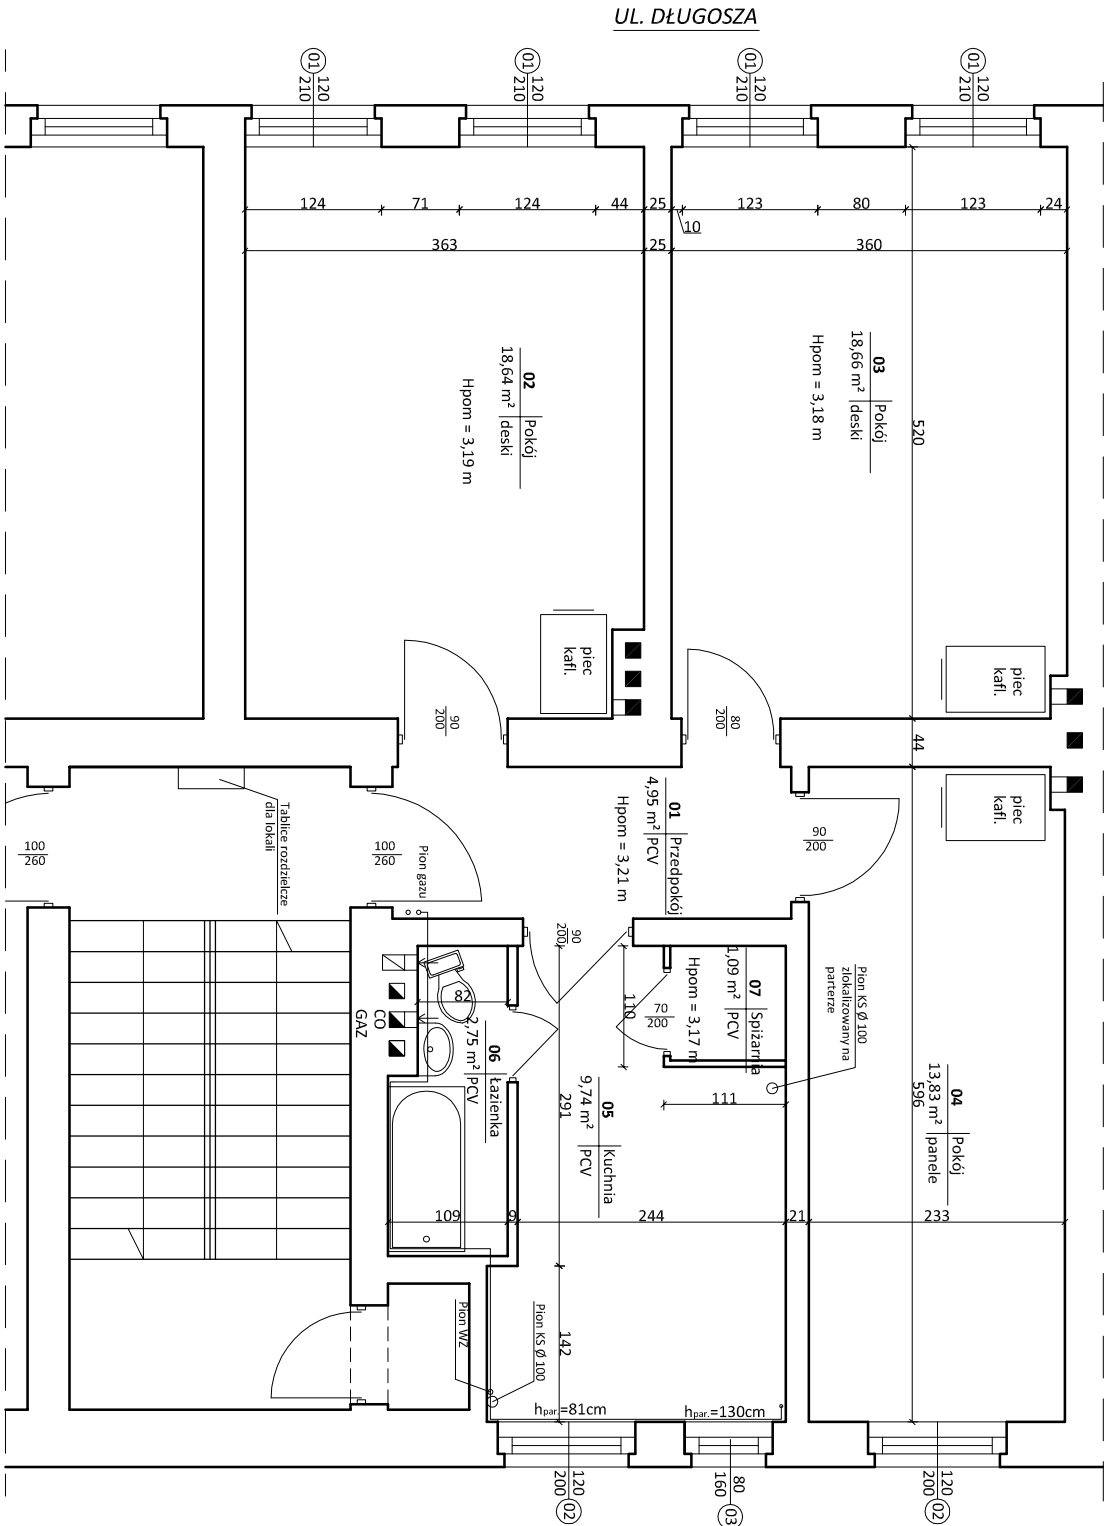 UL. DŁUGOSZA
01 120
210
01 120
210
01 120
210
01 120
210
124
71
124
44
25
123
80
123
24
10
363
25
360
02 Pokój
18,64 m² deski
Hpom = 3,19 m
03 Pokój
18,66 m² deski
Hpom = 3,18 m
520
piec
kafl.
piec
kafl.
90
200
80
200
44
piec
kafl.
Tablice rozdzielcze
dla lokali
100
260
100
260
Pion gazu
01 Przedpokój
4,95 m² PCV
Hpom = 3,21 m
90
200
90
200
82
CO
GAZ
06 Łazienka
2,75 m² PCV
110
70
200
07 Spiżarnia
1,09 m² PCV
Hpom = 3,17 m
Pion KS Ø 100
zlokalizowany na
parterze
111
05 Kuchnia
9,74 m² PCV
291
04 Pokój
13,83 m² panele
596
109
9
244
21
233
142
Pion WZ
Pion KS Ø 100
hpar.=81cm
hpar.=130cm
120
200 02
80
160 03
120
200 02